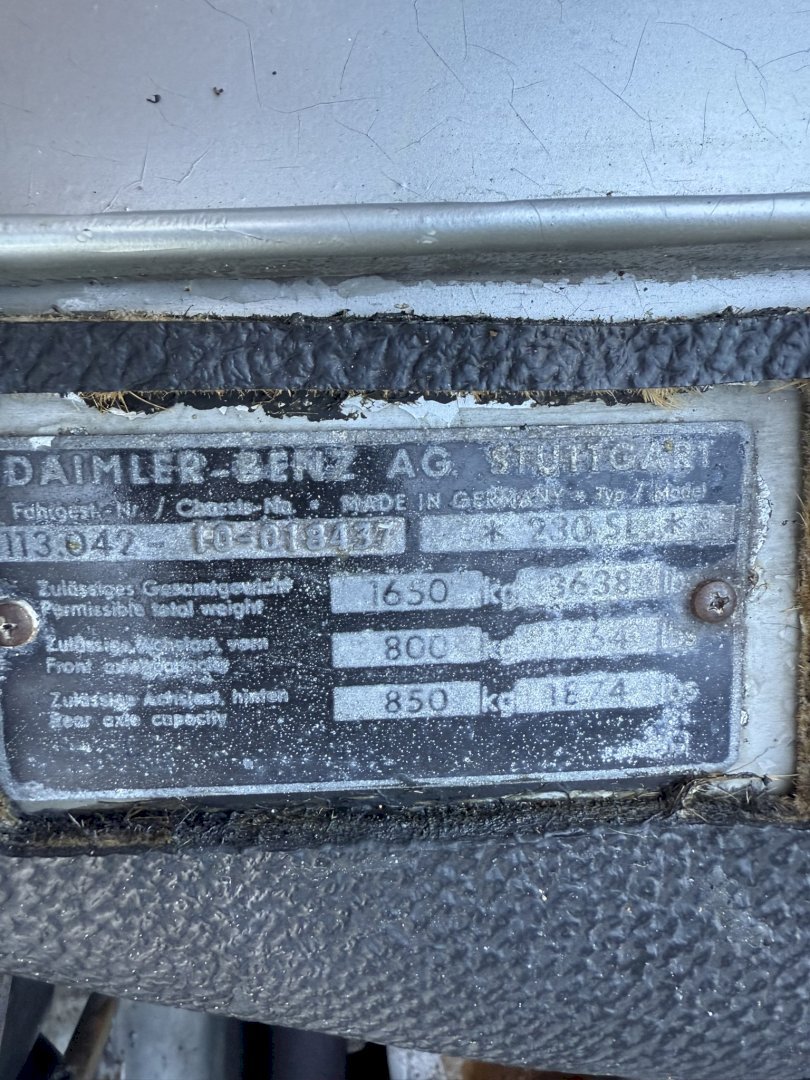 DAIMLER-BENZ AG STUTTGART
Fahrgest.-Nr. / Chassis-Nr. • MADE IN GERMANY • Typ / Model
113.042 - 10-018437 * 230 SL *
Zulässiges Gesamtgewicht 1650 kg 3638 lbs
Permissible total weight
Zulässige Achslast, vorn 800 kg 1764 lbs
Front axle capacity
Zulässige Achslast, hinten 850 kg 1874 lbs
Rear axle capacity